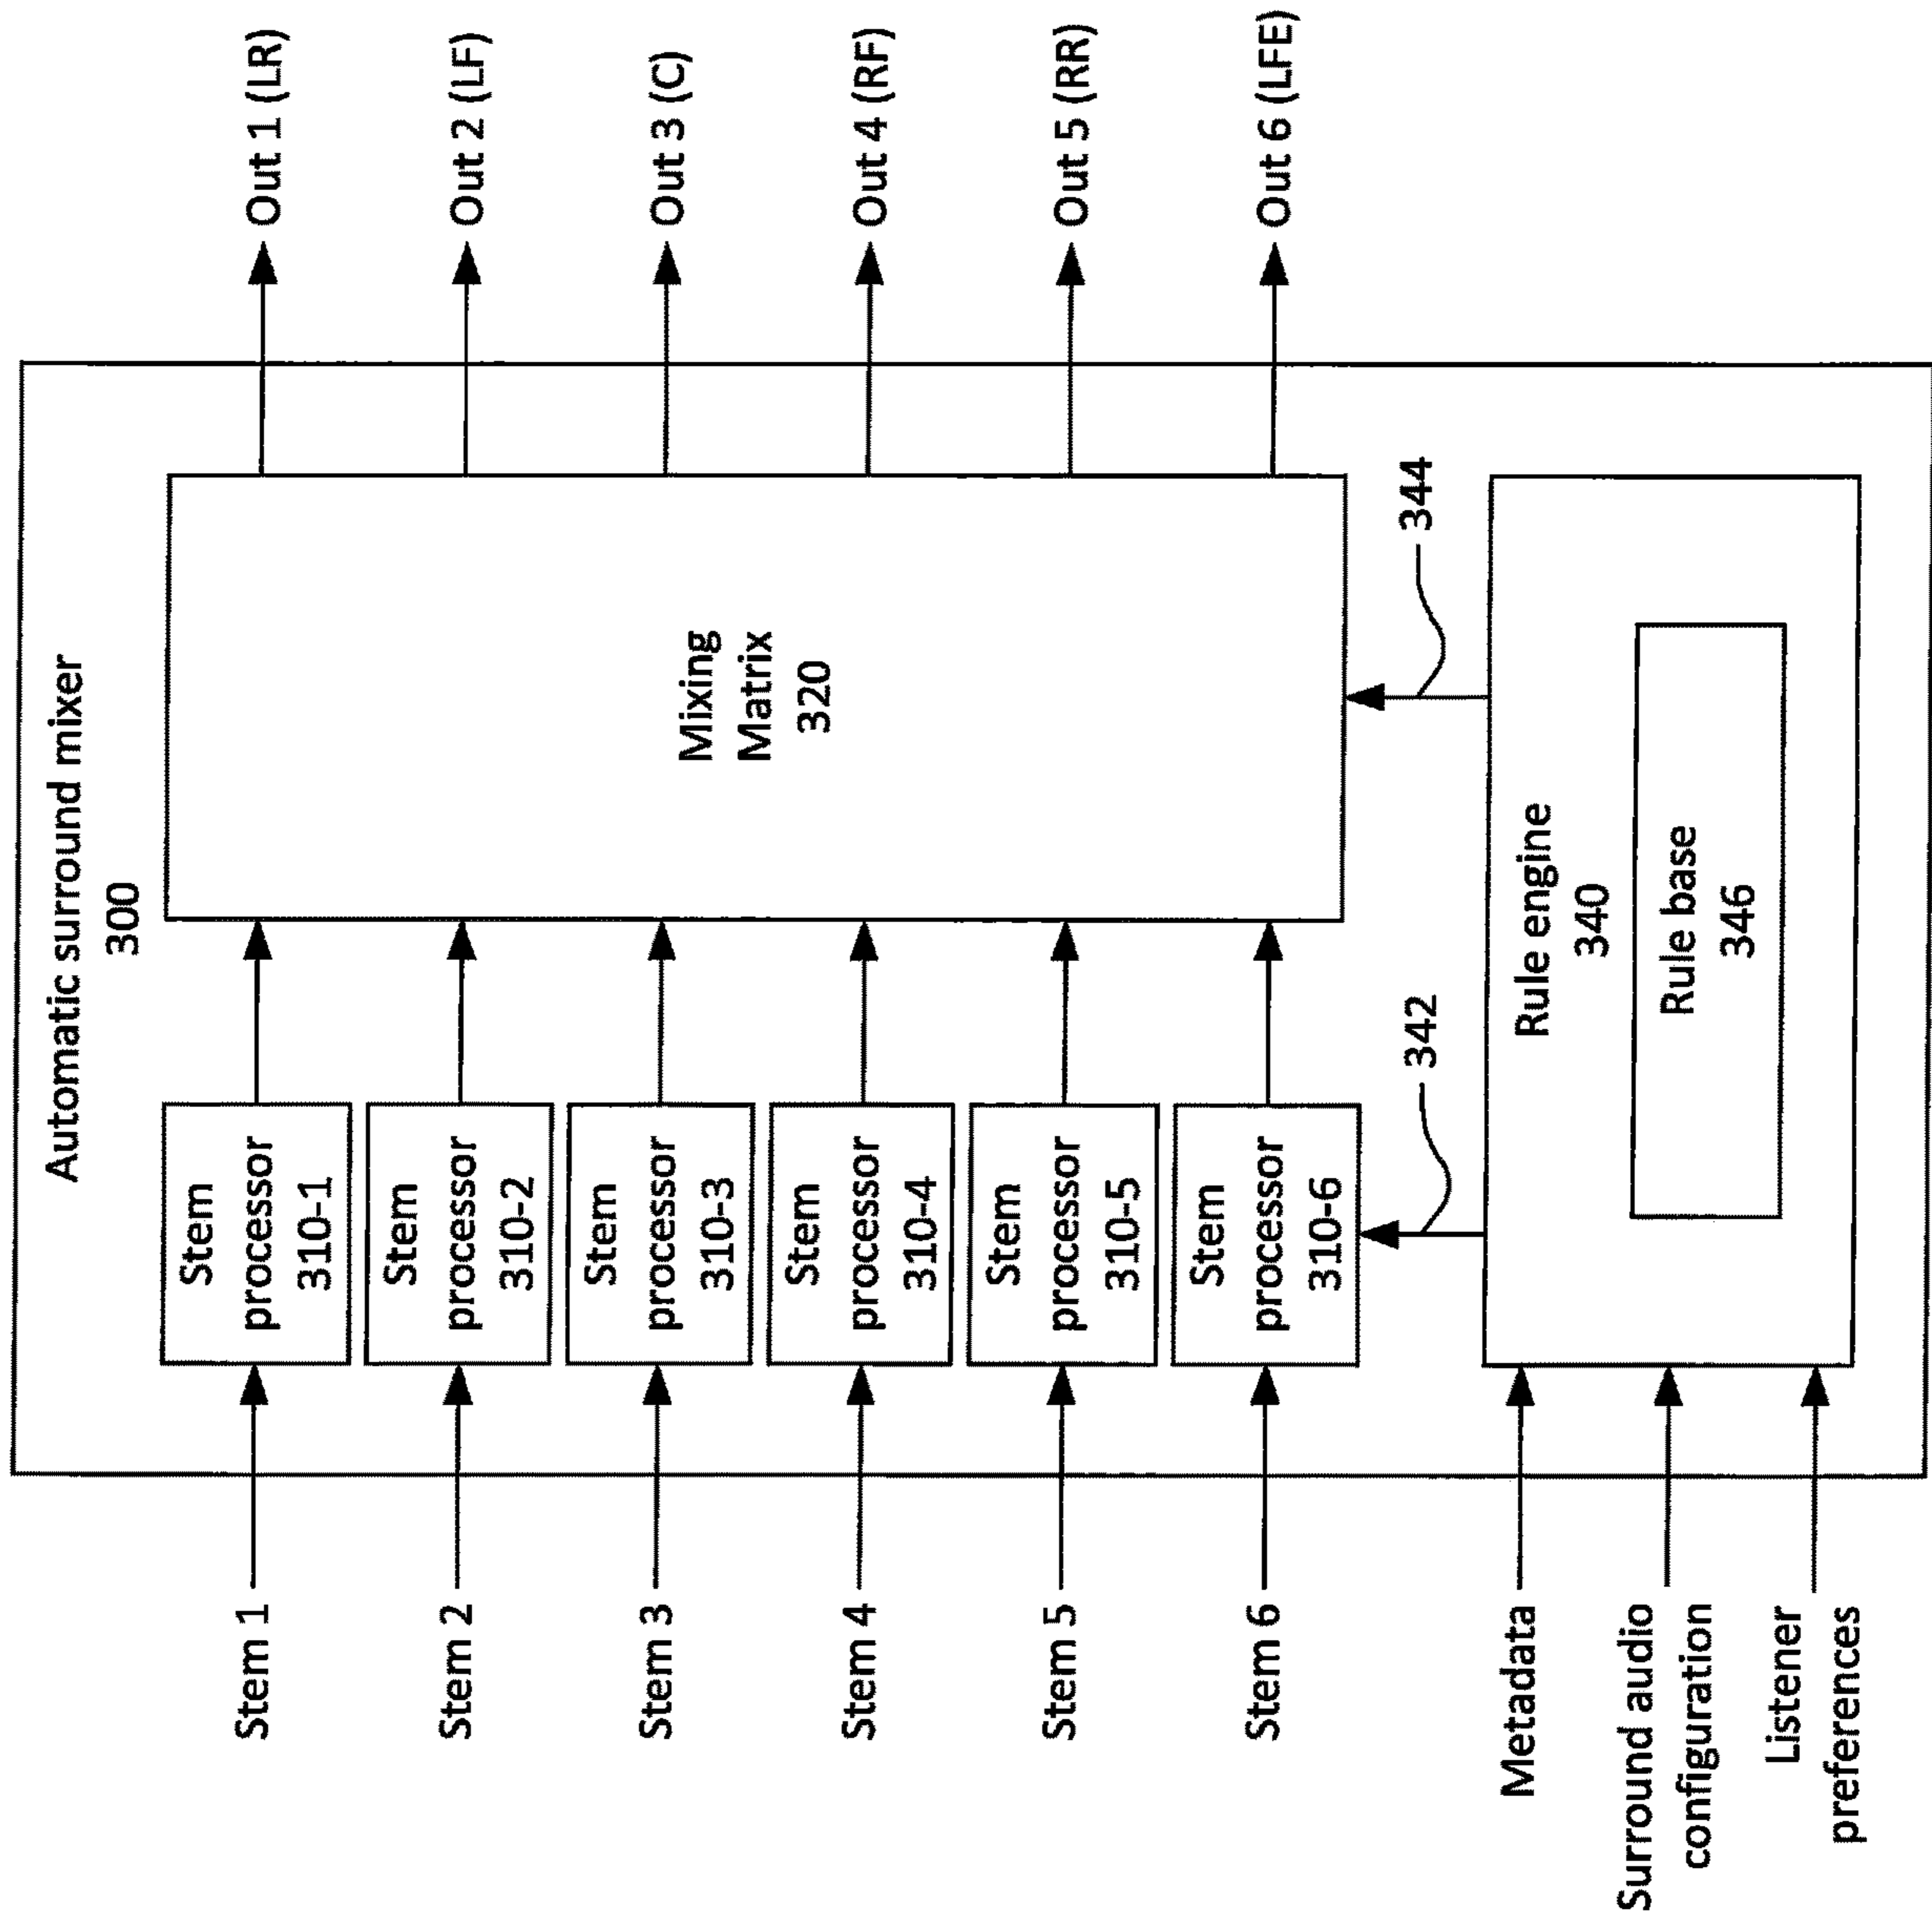 Automatic surround mixer
300
Stem 1
Stem
processor
310-1
Out 1 (LR)
Stem 2
Stem
processor
310-2
Out 2 (LF)
Stem 3
Stem
processor
310-3
Out 3 (C)
Mixing
Matrix
320
Stem 4
Stem
processor
310-4
Out 4 (RF)
Stem 5
Stem
processor
310-5
Out 5 (RR)
Stem 6
Stem
processor
310-6
Out 6 (LFE)
342
344
Metadata
Surround audio
configuration
Listener
preferences
Rule engine
340
Rule base
346